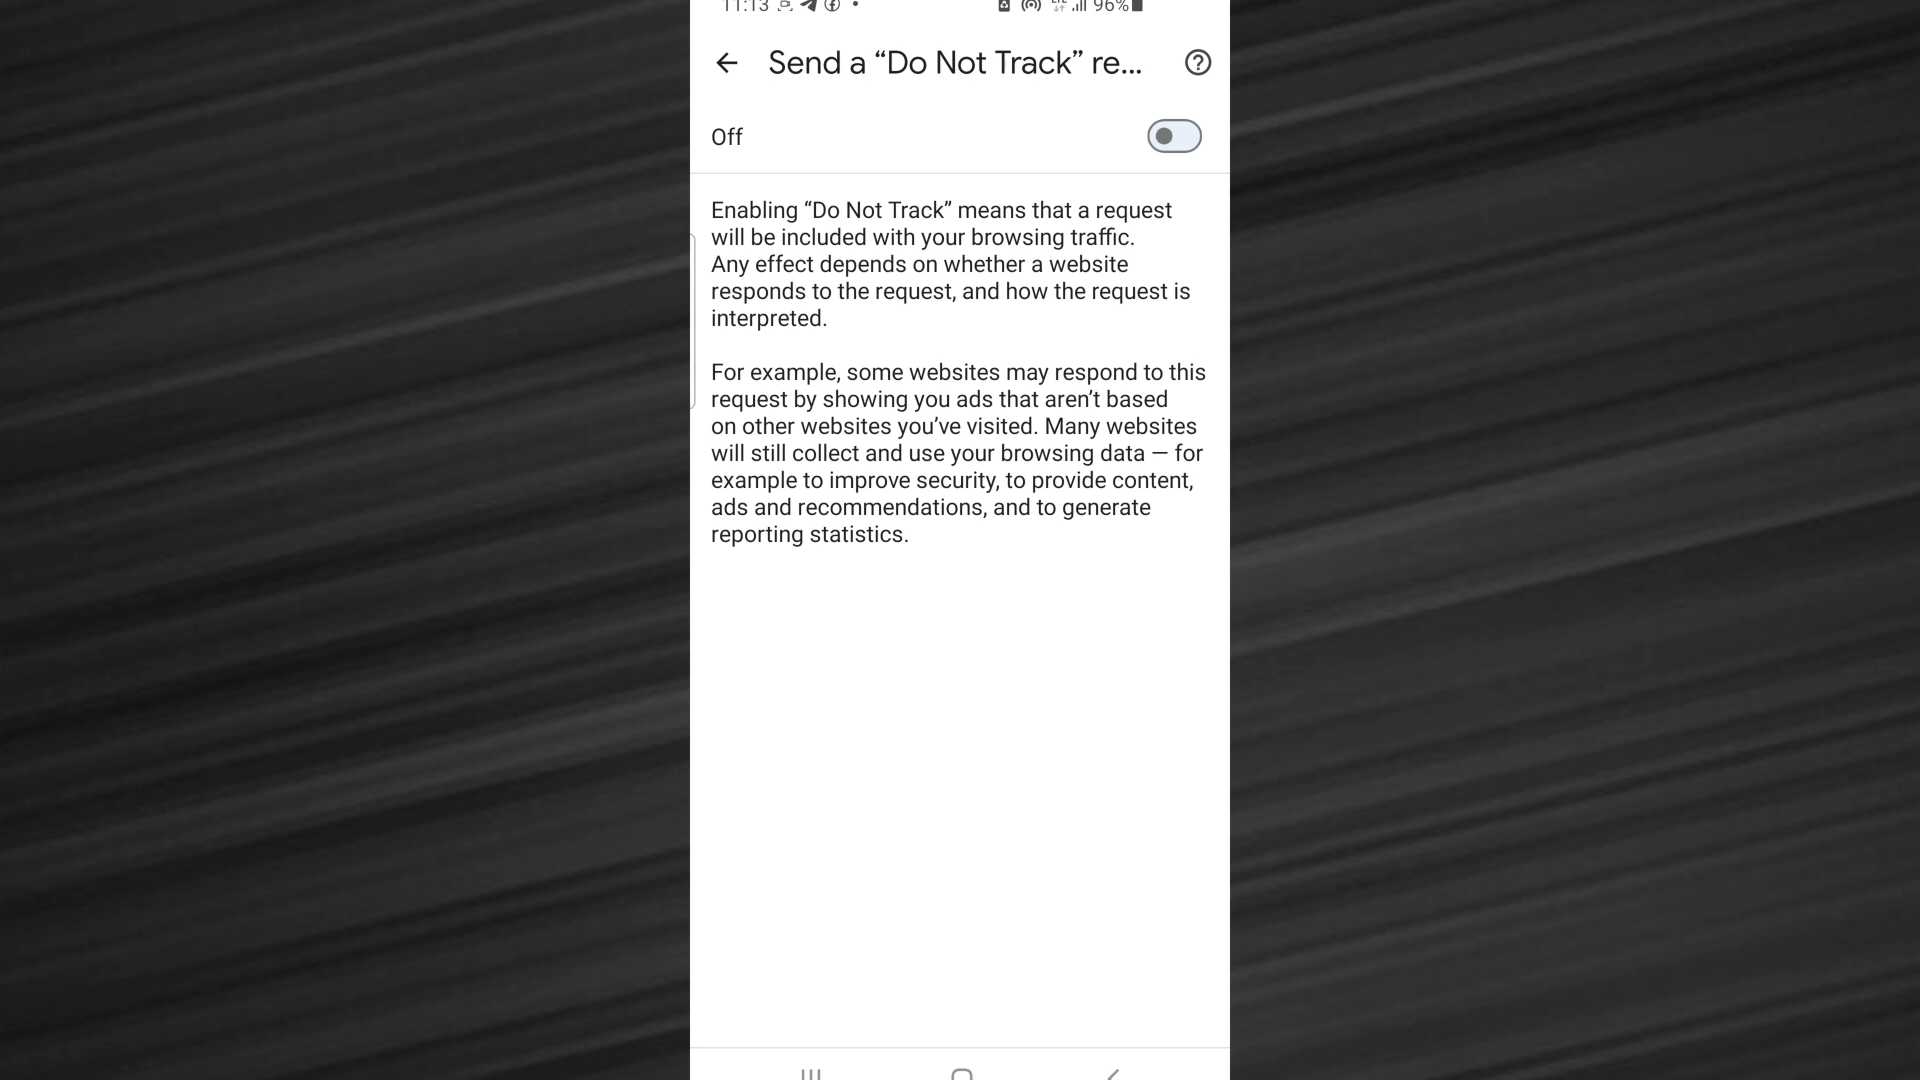 11:13 96%
Send a “Do Not Track” re...
Off
Enabling “Do Not Track” means that a request
will be included with your browsing traffic.
Any effect depends on whether a website
responds to the request, and how the request is
interpreted.
For example, some websites may respond to this
request by showing you ads that aren’t based
on other websites you’ve visited. Many websites
will still collect and use your browsing data — for
example to improve security, to provide content,
ads and recommendations, and to generate
reporting statistics.